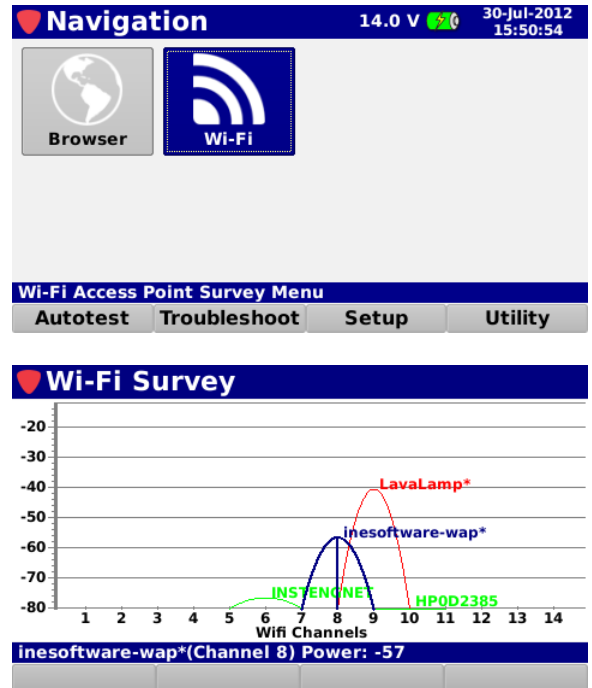 Navigation 14.0 V 30-Jul-2012
15:50:54
Browser Wi-Fi
Wi-Fi Access Point Survey Menu
Autotest Troubleshoot Setup Utility
Wi-Fi Survey
-20
-30
-40
LavaLamp*
-50
inesoftware-wap*
-60
-70
INSTENGNET HP0D2385
-80
1 2 3 4 5 6 7 8 9 10 11 12 13 14
Wifi Channels
inesoftware-wap*(Channel 8) Power: -57